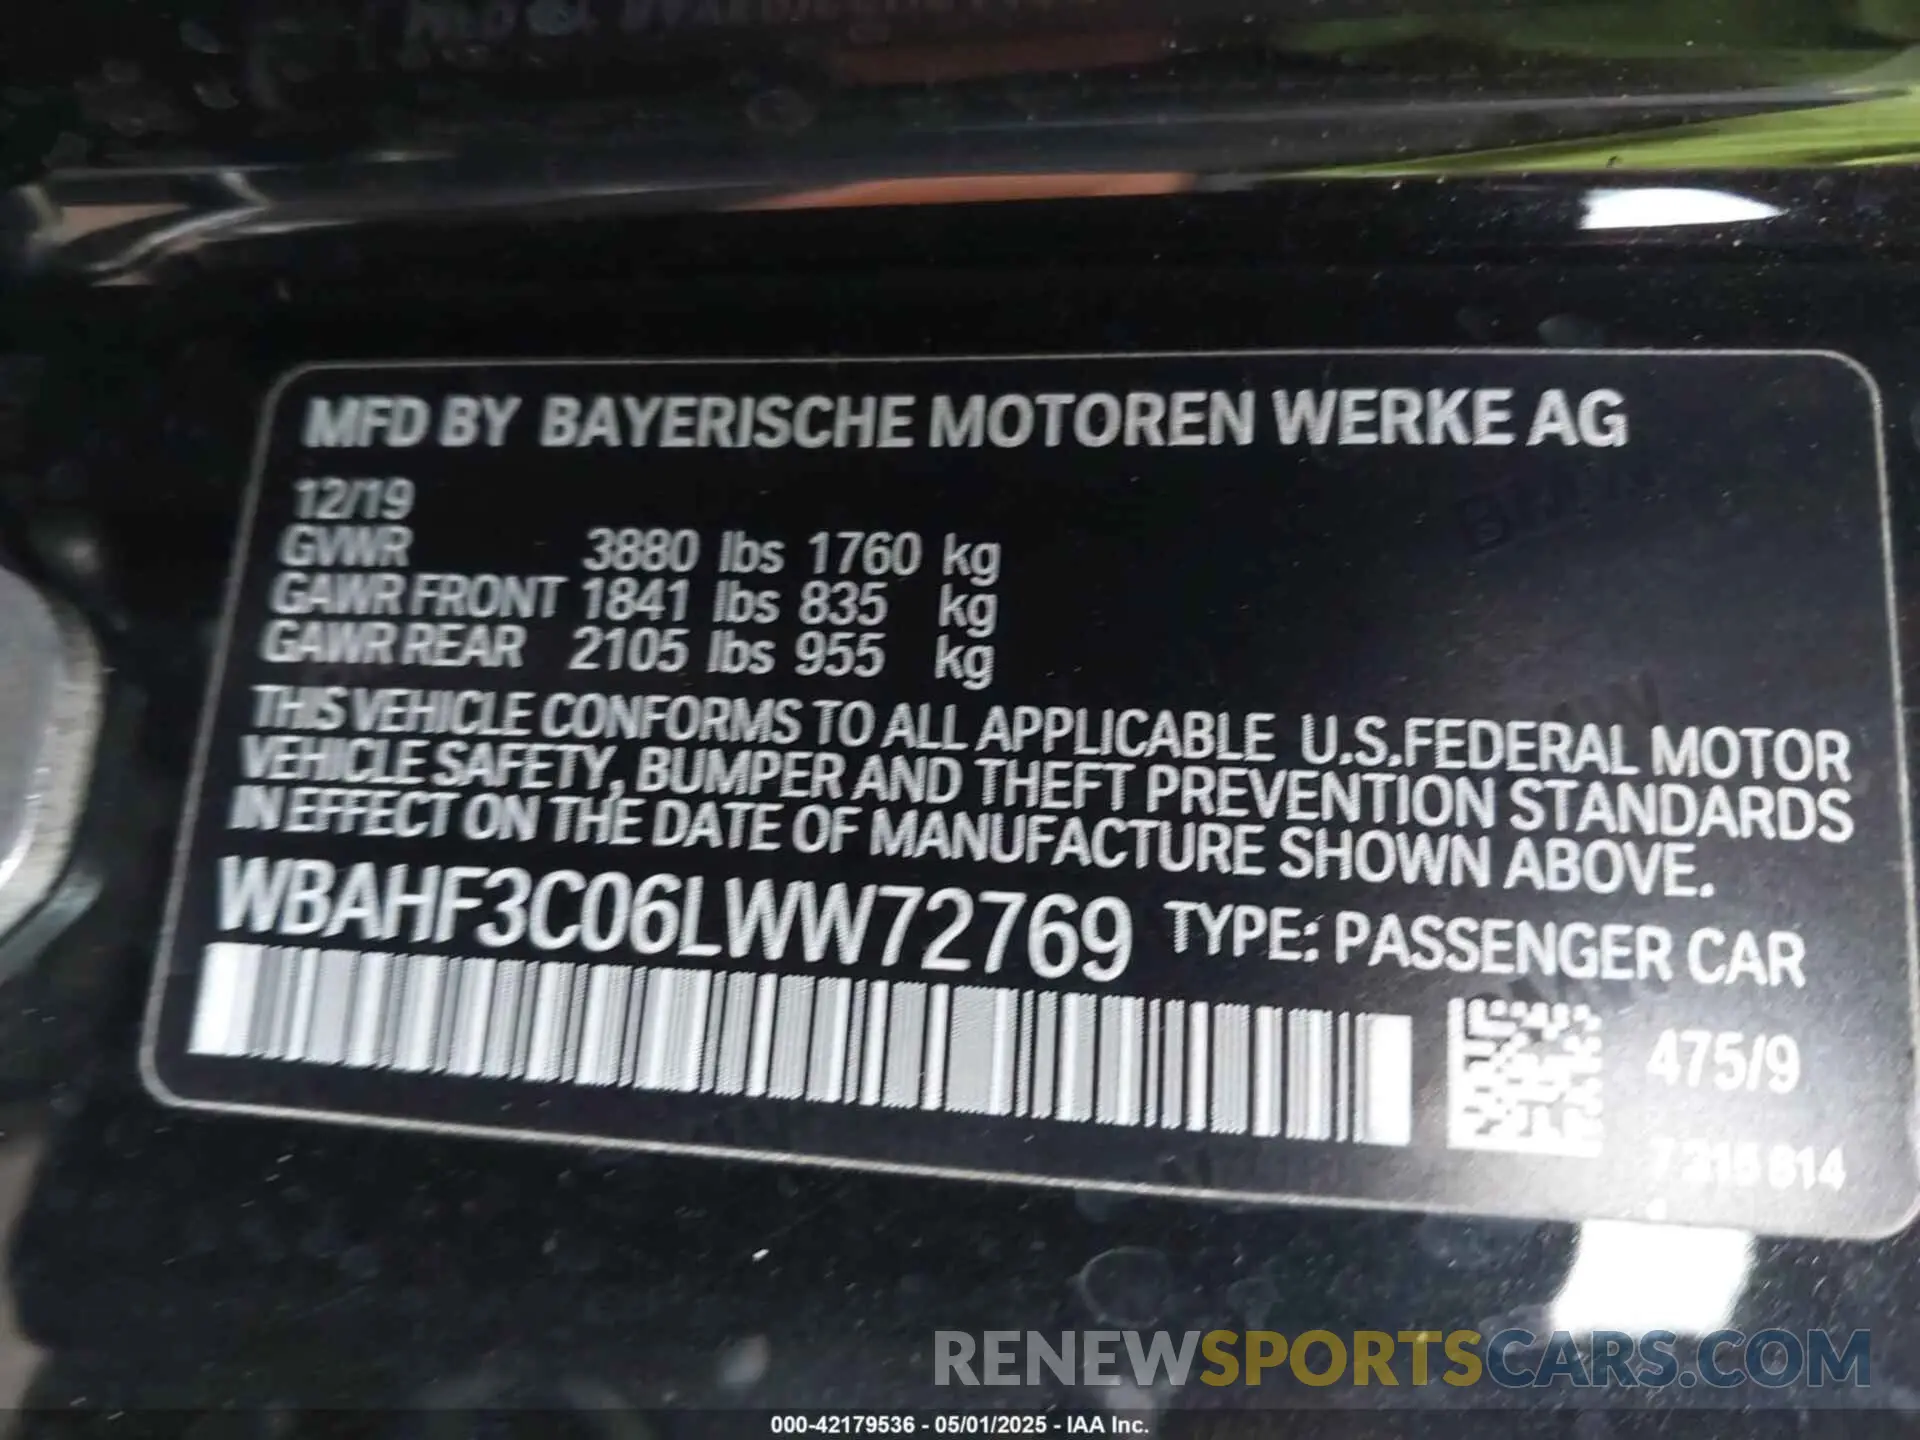 MFD BY BAYERISCHE MOTOREN WERKE AG
12/19
GVWR 3880 lbs 1760 kg
GAWR FRONT 1841 lbs 835 kg
GAWR REAR 2105 lbs 955 kg
THIS VEHICLE CONFORMS TO ALL APPLICABLE U.S.FEDERAL MOTOR
VEHICLE SAFETY, BUMPER AND THEFT PREVENTION STANDARDS
IN EFFECT ON THE DATE OF MANUFACTURE SHOWN ABOVE.
WBAHF3C06LWW72769 TYPE: PASSENGER CAR
475/9
RENEWSPORTSCARS.COM
000-42179536 - 05/01/2025 - IAA Inc.